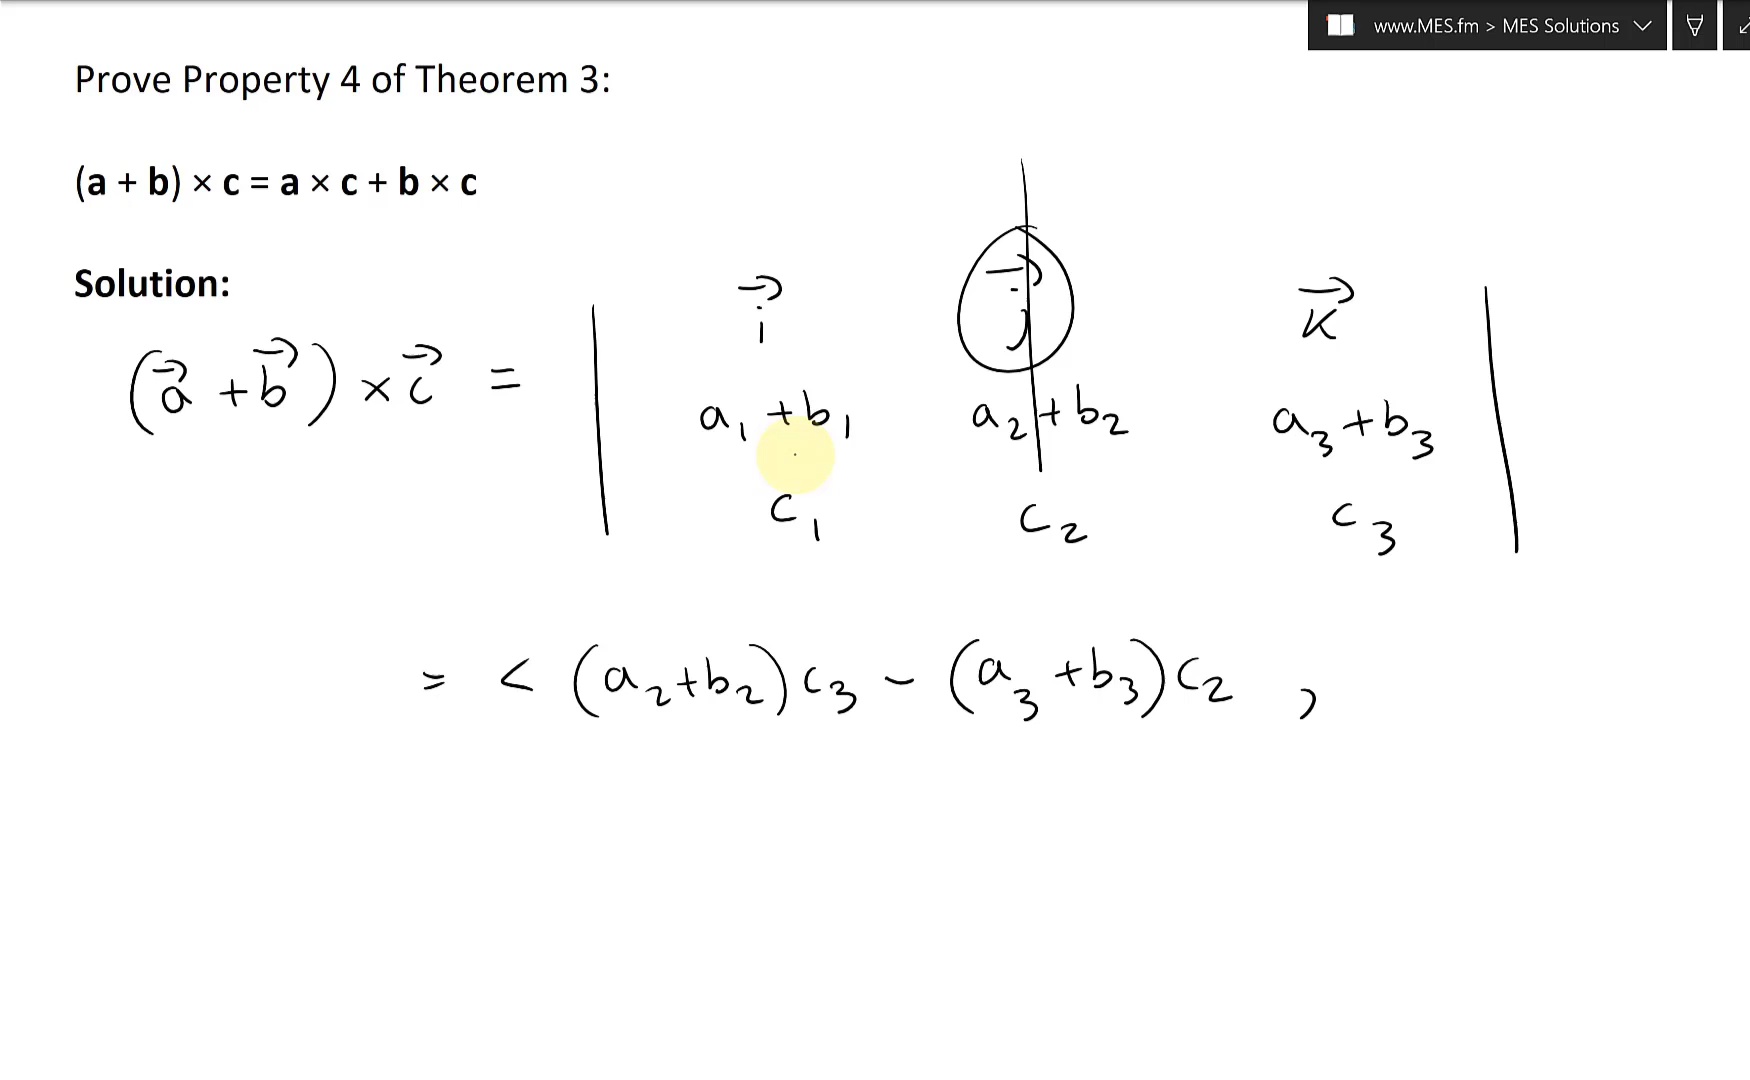 www.MES.fm > MES Solutions
Prove Property 4 of Theorem 3:
(a + b) × c = a × c + b × c
Solution:
i⃗ j⃗ k⃗
(a⃗ + b⃗) × c⃗ =
a₁ + b₁ a₂ + b₂ a₃ + b₃
c₁ c₂ c₃
= < (a₂+b₂)c₃ - (a₃+b₃)c₂ ,